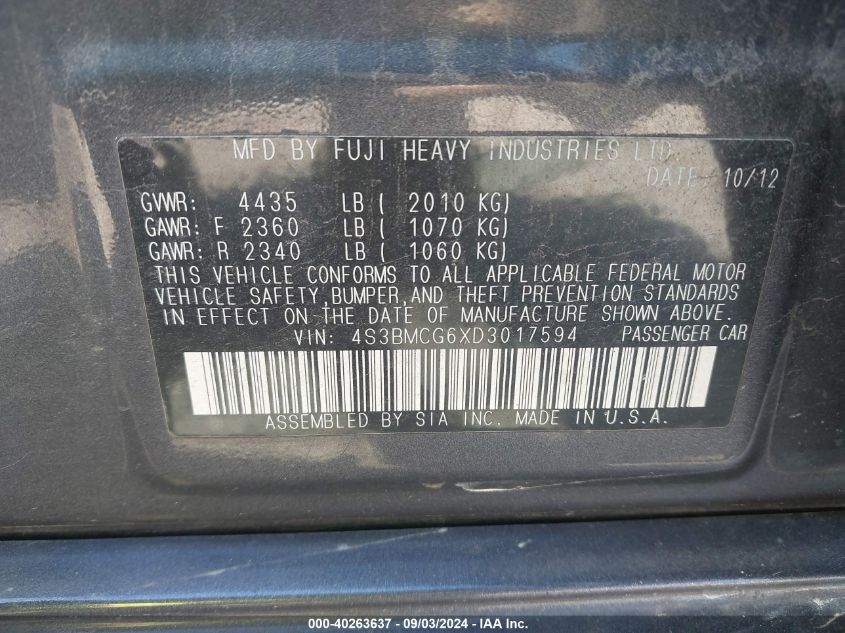 MFD BY FUJI HEAVY INDUSTRIES LTD.
DATE 10/12
GVWR: 4435 LB ( 2010 KG)
GAWR: F 2360 LB ( 1070 KG)
GAWR: R 2340 LB ( 1060 KG)
THIS VEHICLE CONFORMS TO ALL APPLICABLE FEDERAL MOTOR
VEHICLE SAFETY,BUMPER,AND THEFT PREVENTION STANDARDS
IN EFFECT ON THE DATE OF MANUFACTURE SHOWN ABOVE.
VIN: 4S3BMCG6XD3017594 PASSENGER CAR
ASSEMBLED BY SIA INC. MADE IN U.S.A.
000-40263637 - 09/03/2024 - IAA Inc.